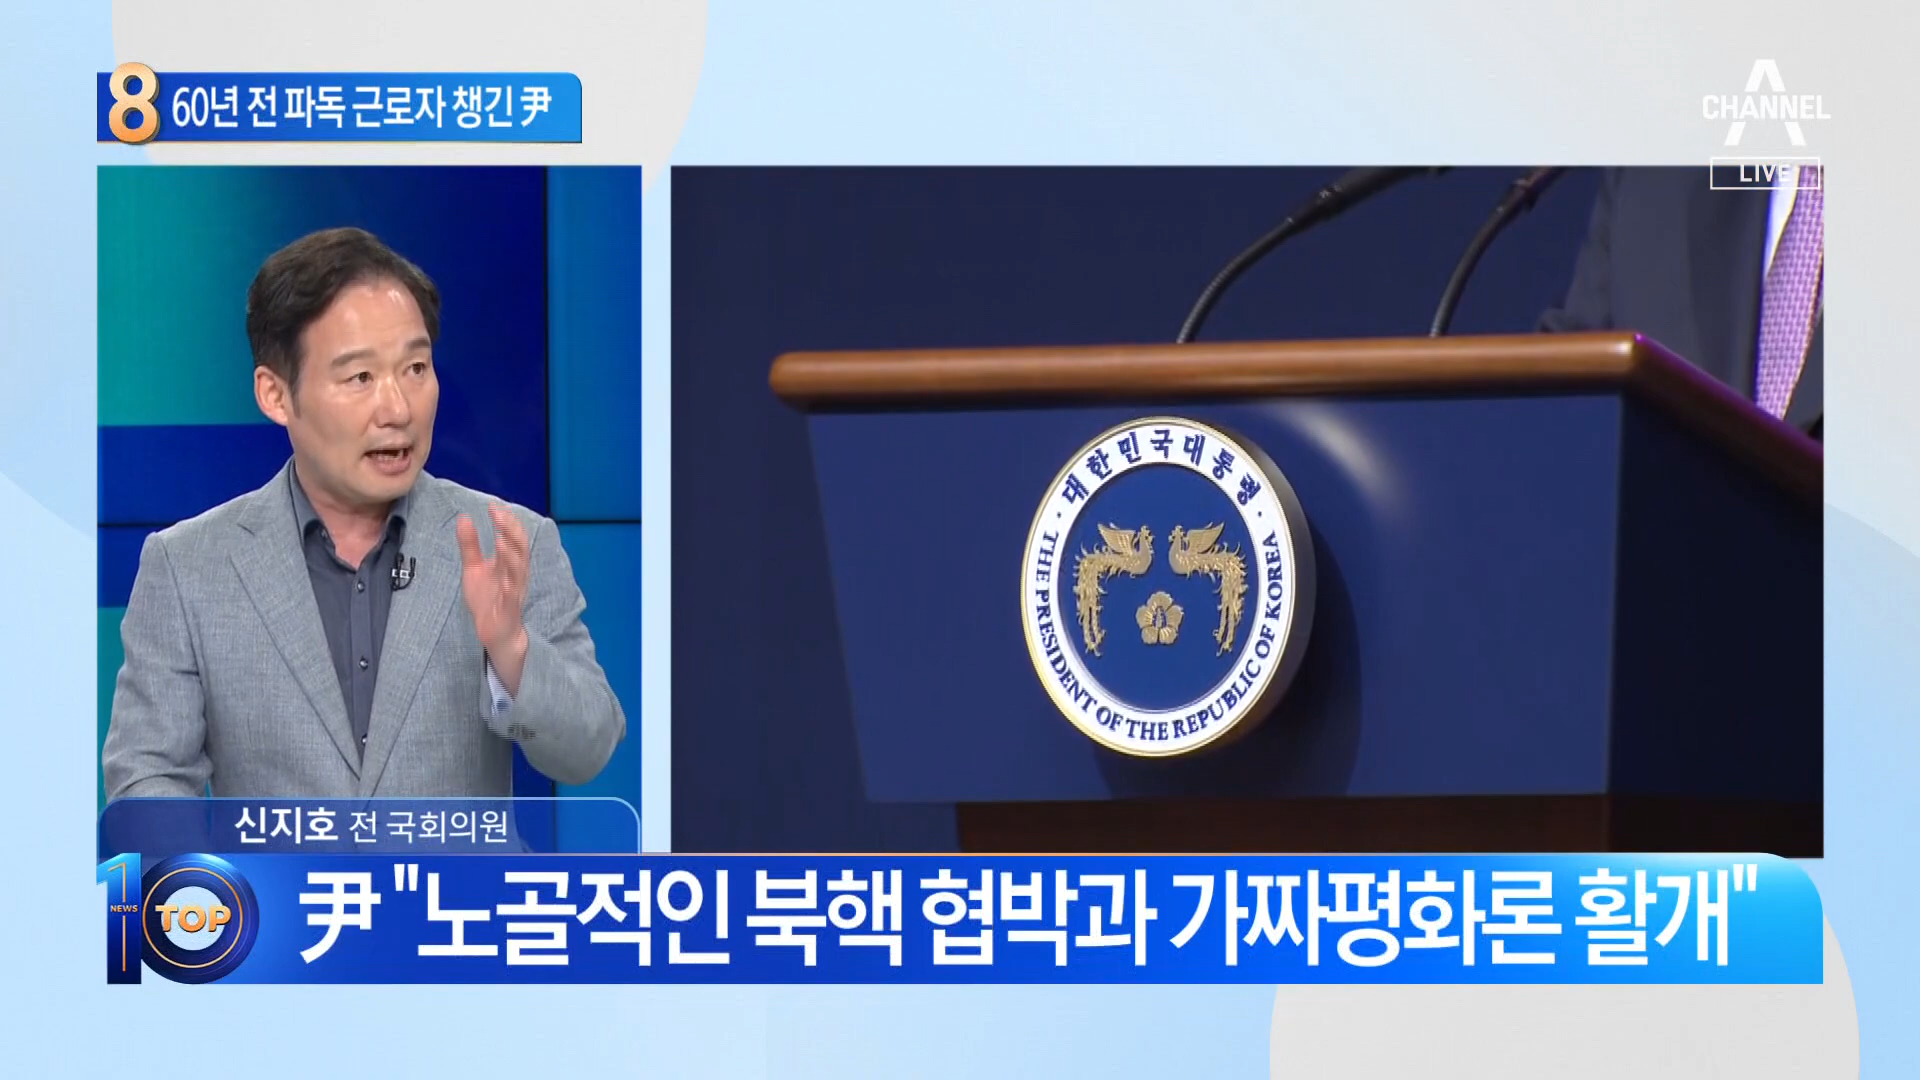 8 60년 전 파독 근로자 챙긴 尹
CHANNEL A
LIVE
· 대한민국대통령 ·
THE PRESIDENT OF THE REPUBLIC OF KOREA
신지호 전 국회의원
NEWS
TOP
10
尹 "노골적인 북핵 협박과 가짜평화론 활개"